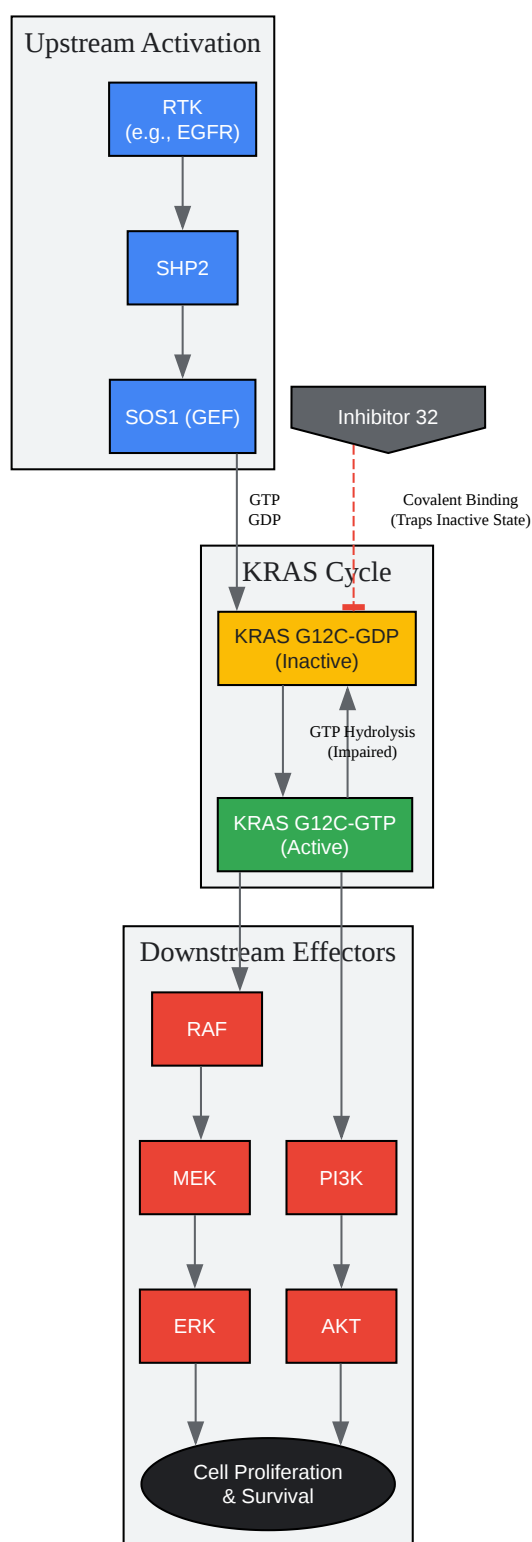 Upstream Activation
RTK
(e.g., EGFR)
SHP2
SOS1 (GEF)
Inhibitor 32
GTP
GDP
Covalent Binding
(Traps Inactive State)
KRAS Cycle
KRAS G12C-GDP
(Inactive)
GTP Hydrolysis
(Impaired)
KRAS G12C-GTP
(Active)
Downstream Effectors
RAF
MEK
PI3K
ERK
AKT
Cell Proliferation
& Survival